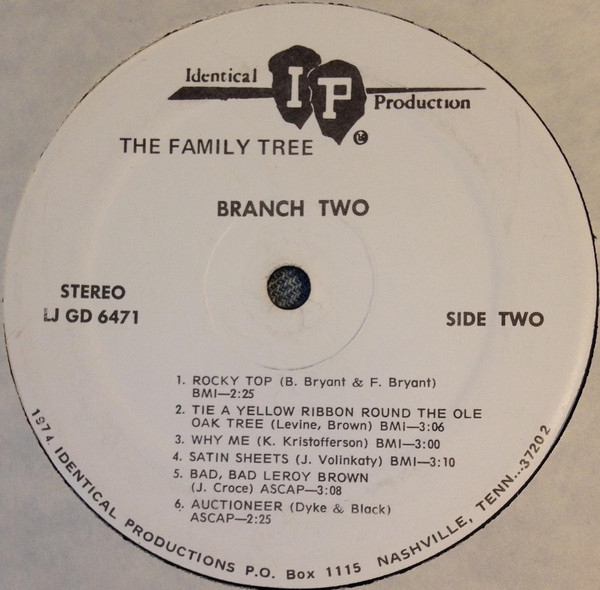 Identical IP Production
THE FAMILY TREE
BRANCH TWO
STEREO
LJ GD 6471
SIDE TWO
1. ROCKY TOP (B. Bryant & F. Bryant)
BMI—2:25
2. TIE A YELLOW RIBBON ROUND THE OLE
OAK TREE (Levine, Brown) BMI—3:06
3. WHY ME (K. Kristofferson) BMI—3:00
4. SATIN SHEETS (J. Volinkaty) BMI—3:10
5. BAD, BAD LEROY BROWN
(J. Croce) ASCAP—3:08
6. AUCTIONEER (Dyke & Black)
ASCAP—2:25
1974. IDENTICAL PRODUCTIONS P.O. Box 1115 NASHVILLE, TENN...37202